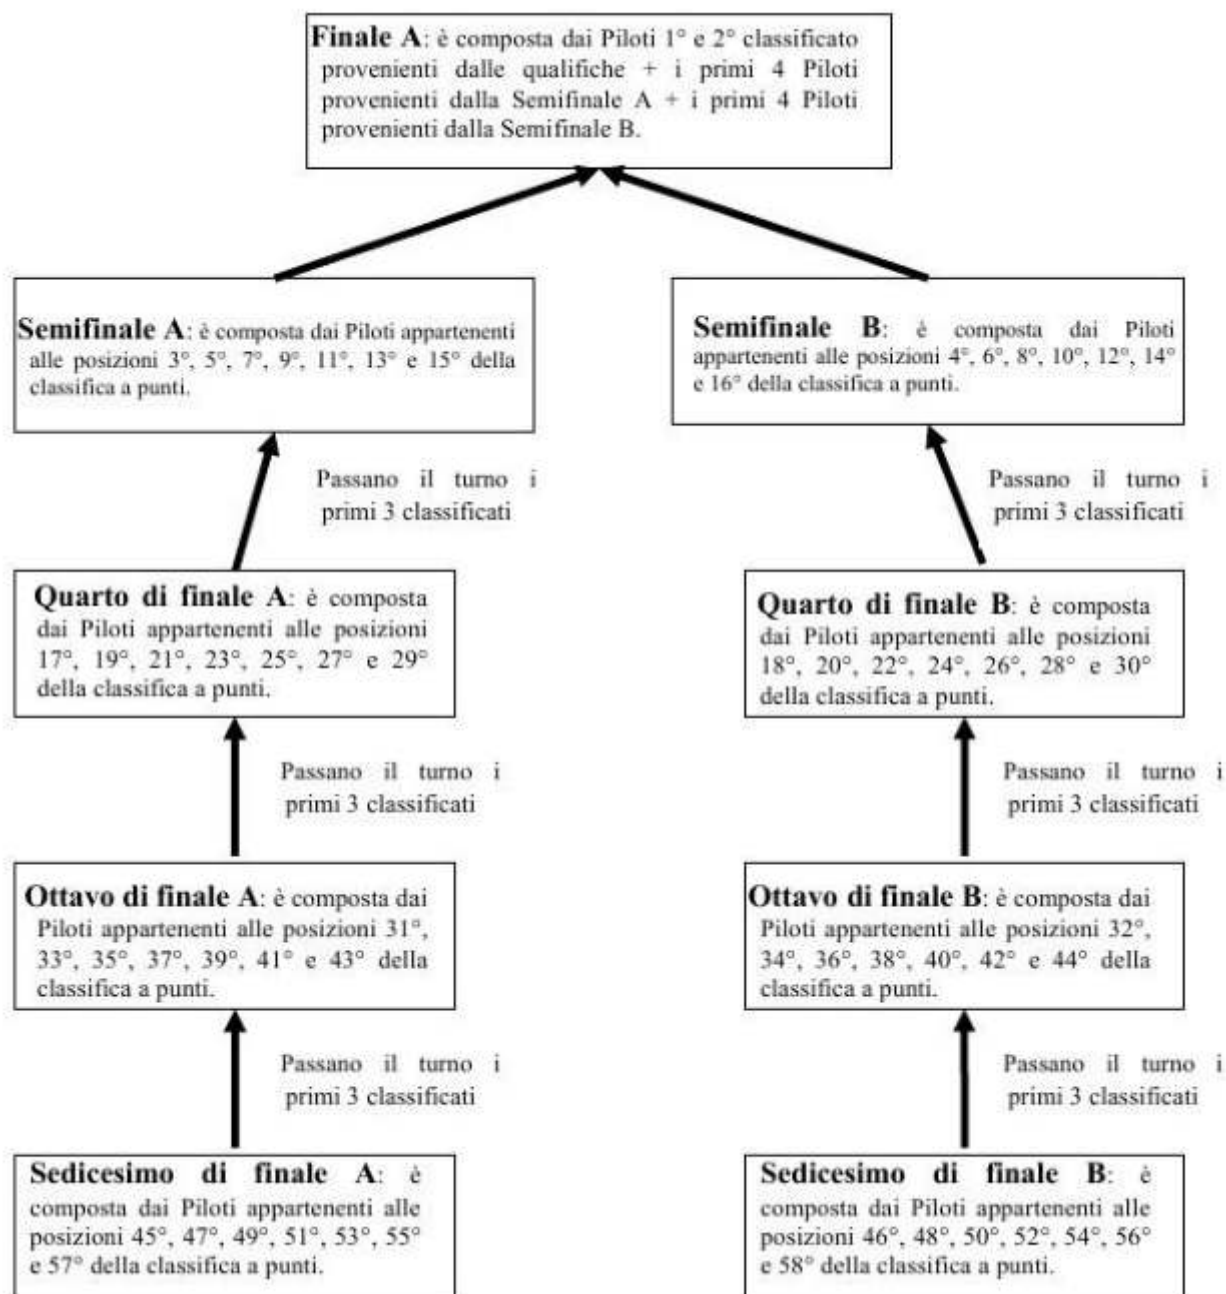 Finale A: è composta dai Piloti 1° e 2° classificato
provenienti dalle qualifiche + i primi 4 Piloti
provenienti dalla Semifinale A + i primi 4 Piloti
provenienti dalla Semifinale B.
Semifinale A: è composta dai Piloti appartenenti
alle posizioni 3°, 5°, 7°, 9°, 11°, 13° e 15° della
classifica a punti.
Semifinale B: è composta dai Piloti
appartenenti alle posizioni 4°, 6°, 8°, 10°, 12°, 14°
e 16° della classifica a punti.
Passano il turno i
primi 3 classificati
Passano il turno i
primi 3 classificati
Quarto di finale A: è composta
dai Piloti appartenenti alle posizioni
17°, 19°, 21°, 23°, 25°, 27° e 29°
della classifica a punti.
Quarto di finale B: è composta
dai Piloti appartenenti alle posizioni
18°, 20°, 22°, 24°, 26°, 28° e 30°
della classifica a punti.
Passano il turno i
primi 3 classificati
Passano il turno i
primi 3 classificati
Ottavo di finale A: è composta dai
Piloti appartenenti alle posizioni 31°,
33°, 35°, 37°, 39°, 41° e 43° della
classifica a punti.
Ottavo di finale B: è composta dai
Piloti appartenenti alle posizioni 32°,
34°, 36°, 38°, 40°, 42° e 44° della
classifica a punti.
Passano il turno i
primi 3 classificati
Passano il turno i
primi 3 classificati
Sedicesimo di finale A: è
composta dai Piloti appartenenti alle
posizioni 45°, 47°, 49°, 51°, 53°, 55°
e 57° della classifica a punti.
Sedicesimo di finale B: è
composta dai Piloti appartenenti alle
posizioni 46°, 48°, 50°, 52°, 54°, 56°
e 58° della classifica a punti.